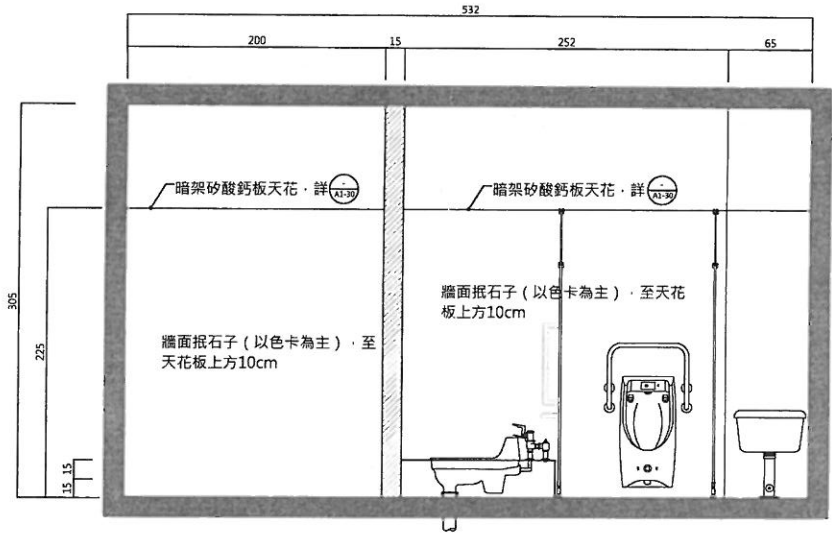 532
200
15
252
65
暗架矽酸鈣板天花．詳
-
A1-30
暗架矽酸鈣板天花．詳
-
A1-30
305
225
牆面抿石子（以色卡為主），至天花
板上方10cm
牆面抿石子（以色卡為主），至
天花板上方10cm
15
15